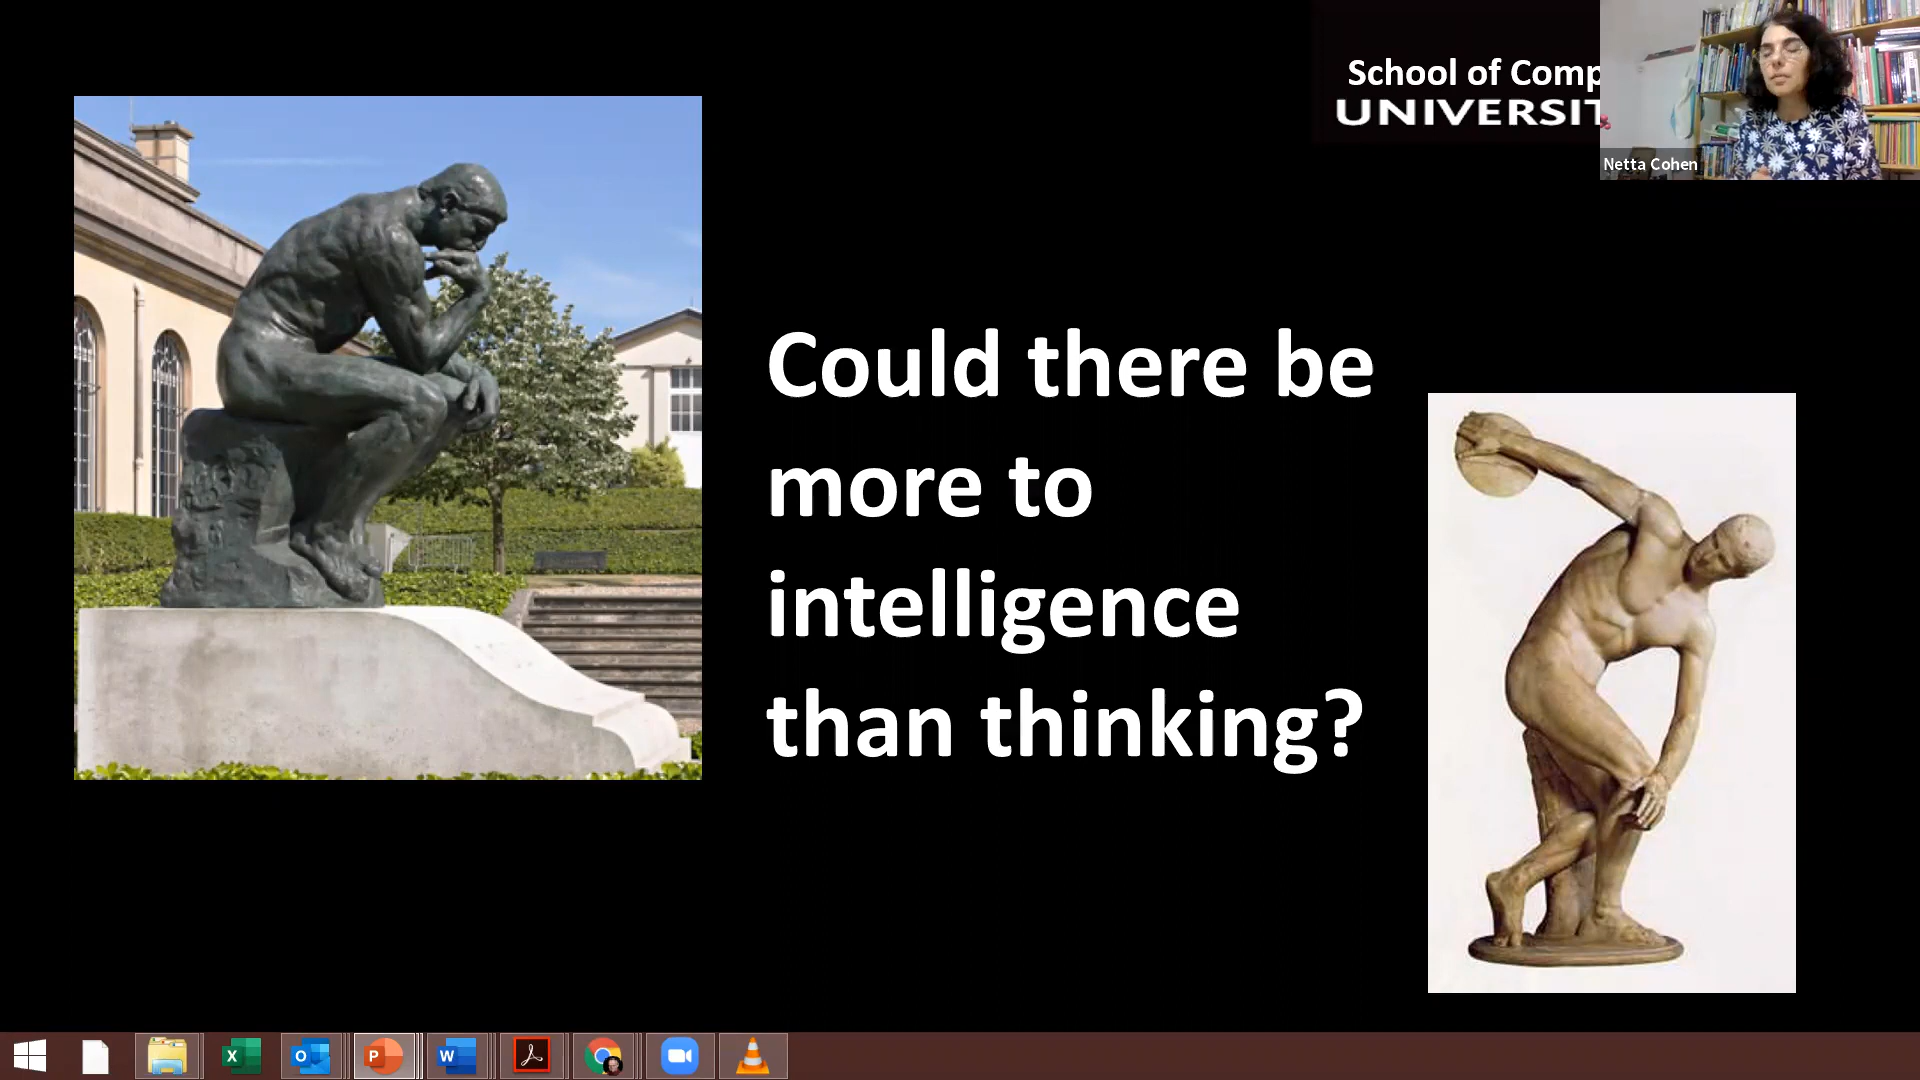 School of Comp
UNIVERSIT
Netta Cohen
Could there be
more to
intelligence
than thinking?